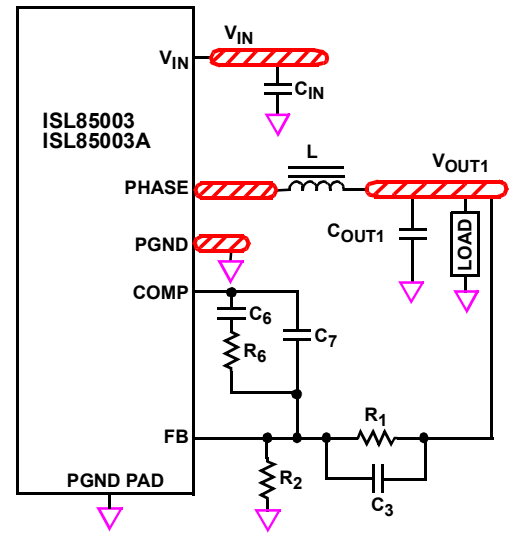 VIN
VIN
CIN
ISL85003
ISL85003A
L
VOUT1
PHASE
COUT1
LOAD
PGND
COMP
C6
C7
R6
R1
FB
R2
C3
PGND PAD